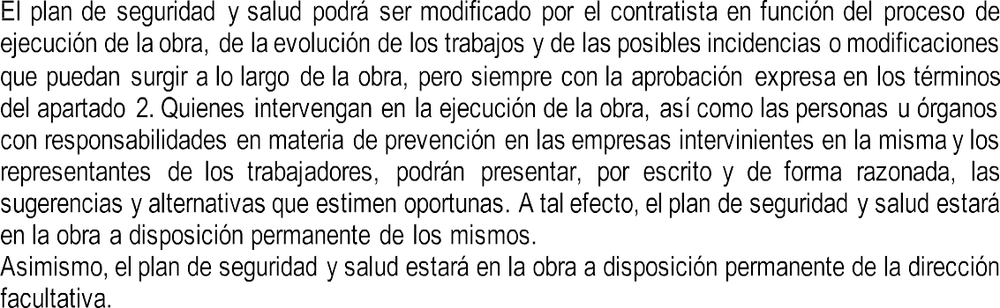 El plan de seguridad y salud podrá ser modificado por el contratista en función del proceso de
ejecución de la obra, de la evolución de los trabajos y de las posibles incidencias o modificaciones
que puedan surgir a lo largo de la obra, pero siempre con la aprobación expresa en los términos
del apartado 2. Quienes intervengan en la ejecución de la obra, así como las personas u órganos
con responsabilidades en materia de prevención en las empresas intervinientes en la misma y los
representantes de los trabajadores, podrán presentar, por escrito y de forma razonada, las
sugerencias y alternativas que estimen oportunas. A tal efecto, el plan de seguridad y salud estará
en la obra a disposición permanente de los mismos.
Asimismo, el plan de seguridad y salud estará en la obra a disposición permanente de la dirección
facultativa.